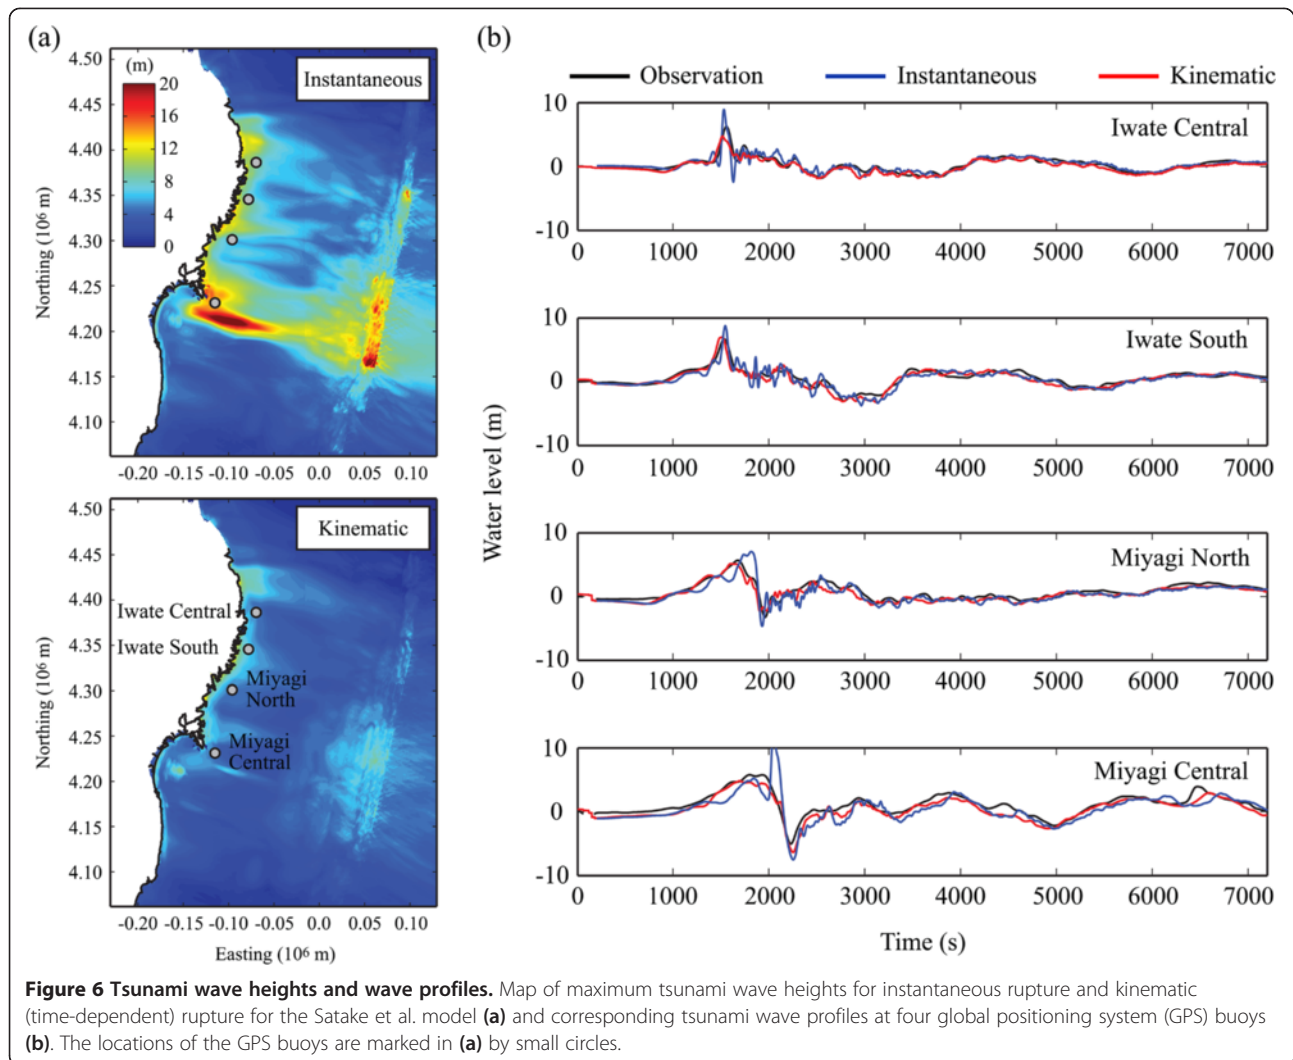 (a)
4.50
4.45
4.40
4.35
4.30
4.25
4.20
4.15
4.10
Northing (10⁶ m)
(m)
20
16
12
8
4
0
Instantaneous
-0.20 -0.15 -0.10 -0.05 0.0 0.05 0.10
4.50
4.45
4.40
4.35
4.30
4.25
4.20
4.15
4.10
Northing (10⁶ m)
Kinematic
Iwate Central
Iwate South
Miyagi
North
Miyagi
Central
-0.20 -0.15 -0.10 -0.05 0.0 0.05 0.10
Easting (10⁶ m)
(b)
Observation Instantaneous Kinematic
Water level (m)
10
0
-10
Iwate Central
0 1000 2000 3000 4000 5000 6000 7000
10
0
-10
Iwate South
0 1000 2000 3000 4000 5000 6000 7000
10
0
-10
Miyagi North
0 1000 2000 3000 4000 5000 6000 7000
10
0
-10
Miyagi Central
0 1000 2000 3000 4000 5000 6000 7000
Time (s)
Figure 6 Tsunami wave heights and wave profiles. Map of maximum tsunami wave heights for instantaneous rupture and kinematic
(time-dependent) rupture for the Satake et al. model (a) and corresponding tsunami wave profiles at four global positioning system (GPS) buoys
(b). The locations of the GPS buoys are marked in (a) by small circles.